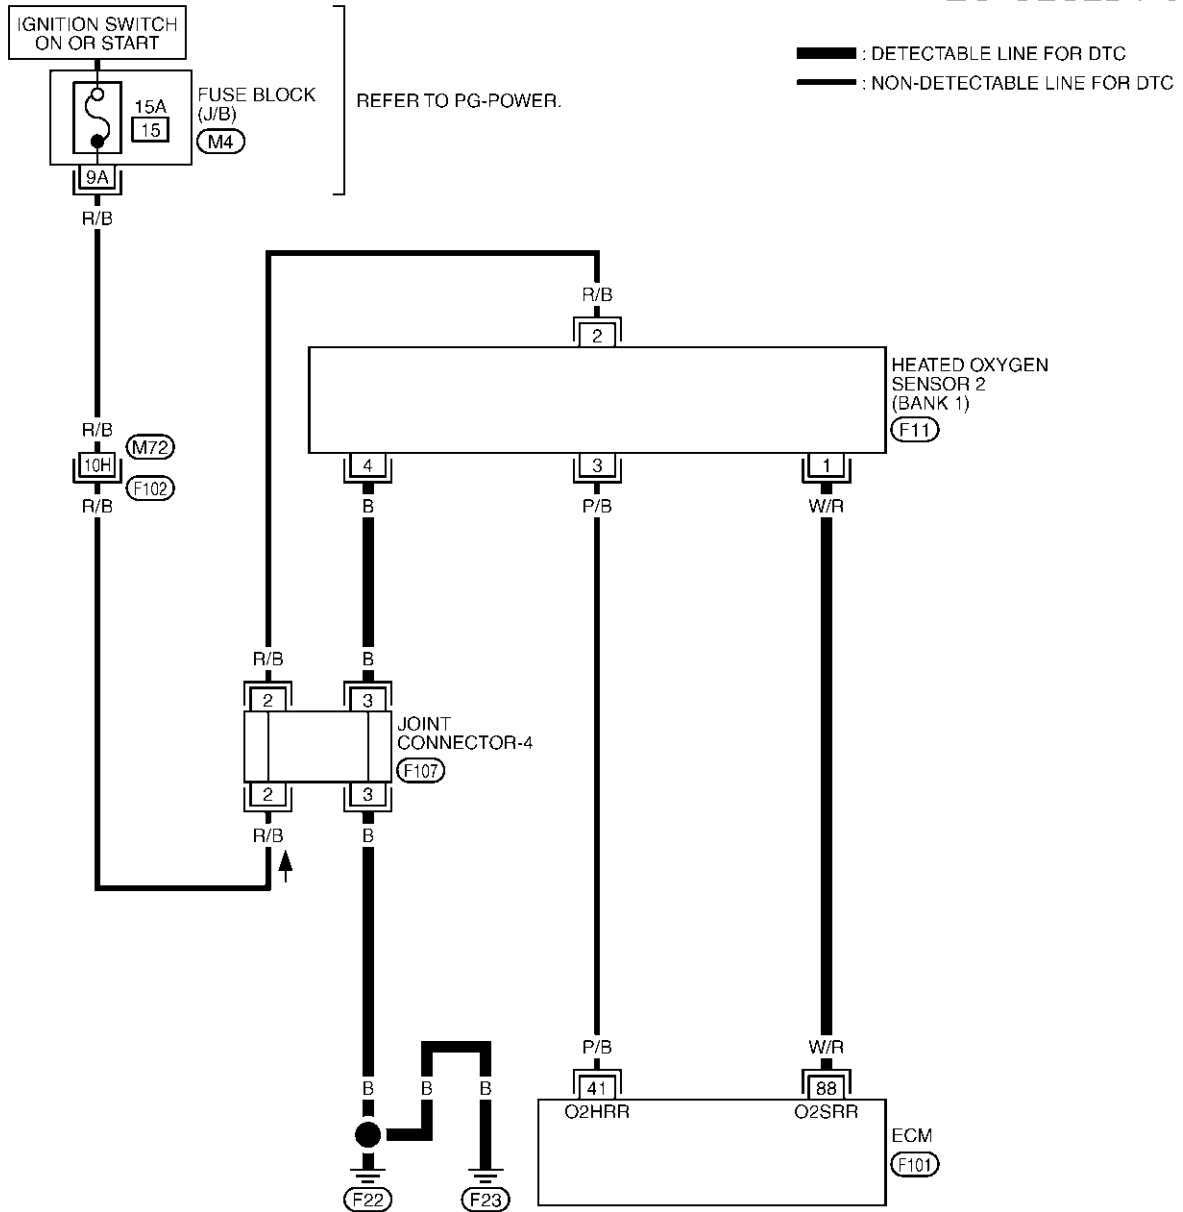 IGNITION SWITCH
ON OR START
FUSE BLOCK
(J/B)
M4
15A
15
9A
REFER TO PG-POWER.
: DETECTABLE LINE FOR DTC
: NON-DETECTABLE LINE FOR DTC
R/B
R/B
2
HEATED OXYGEN
SENSOR 2
(BANK 1)
F11
R/B
M72
10H
F102
R/B
4
3
1
B
P/B
W/R
R/B
B
2
3
JOINT
CONNECTOR-4
F107
2
3
R/B
B
P/B
W/R
B
B
B
41
88
O2HRR
O2SRR
ECM
F101
F22
F23